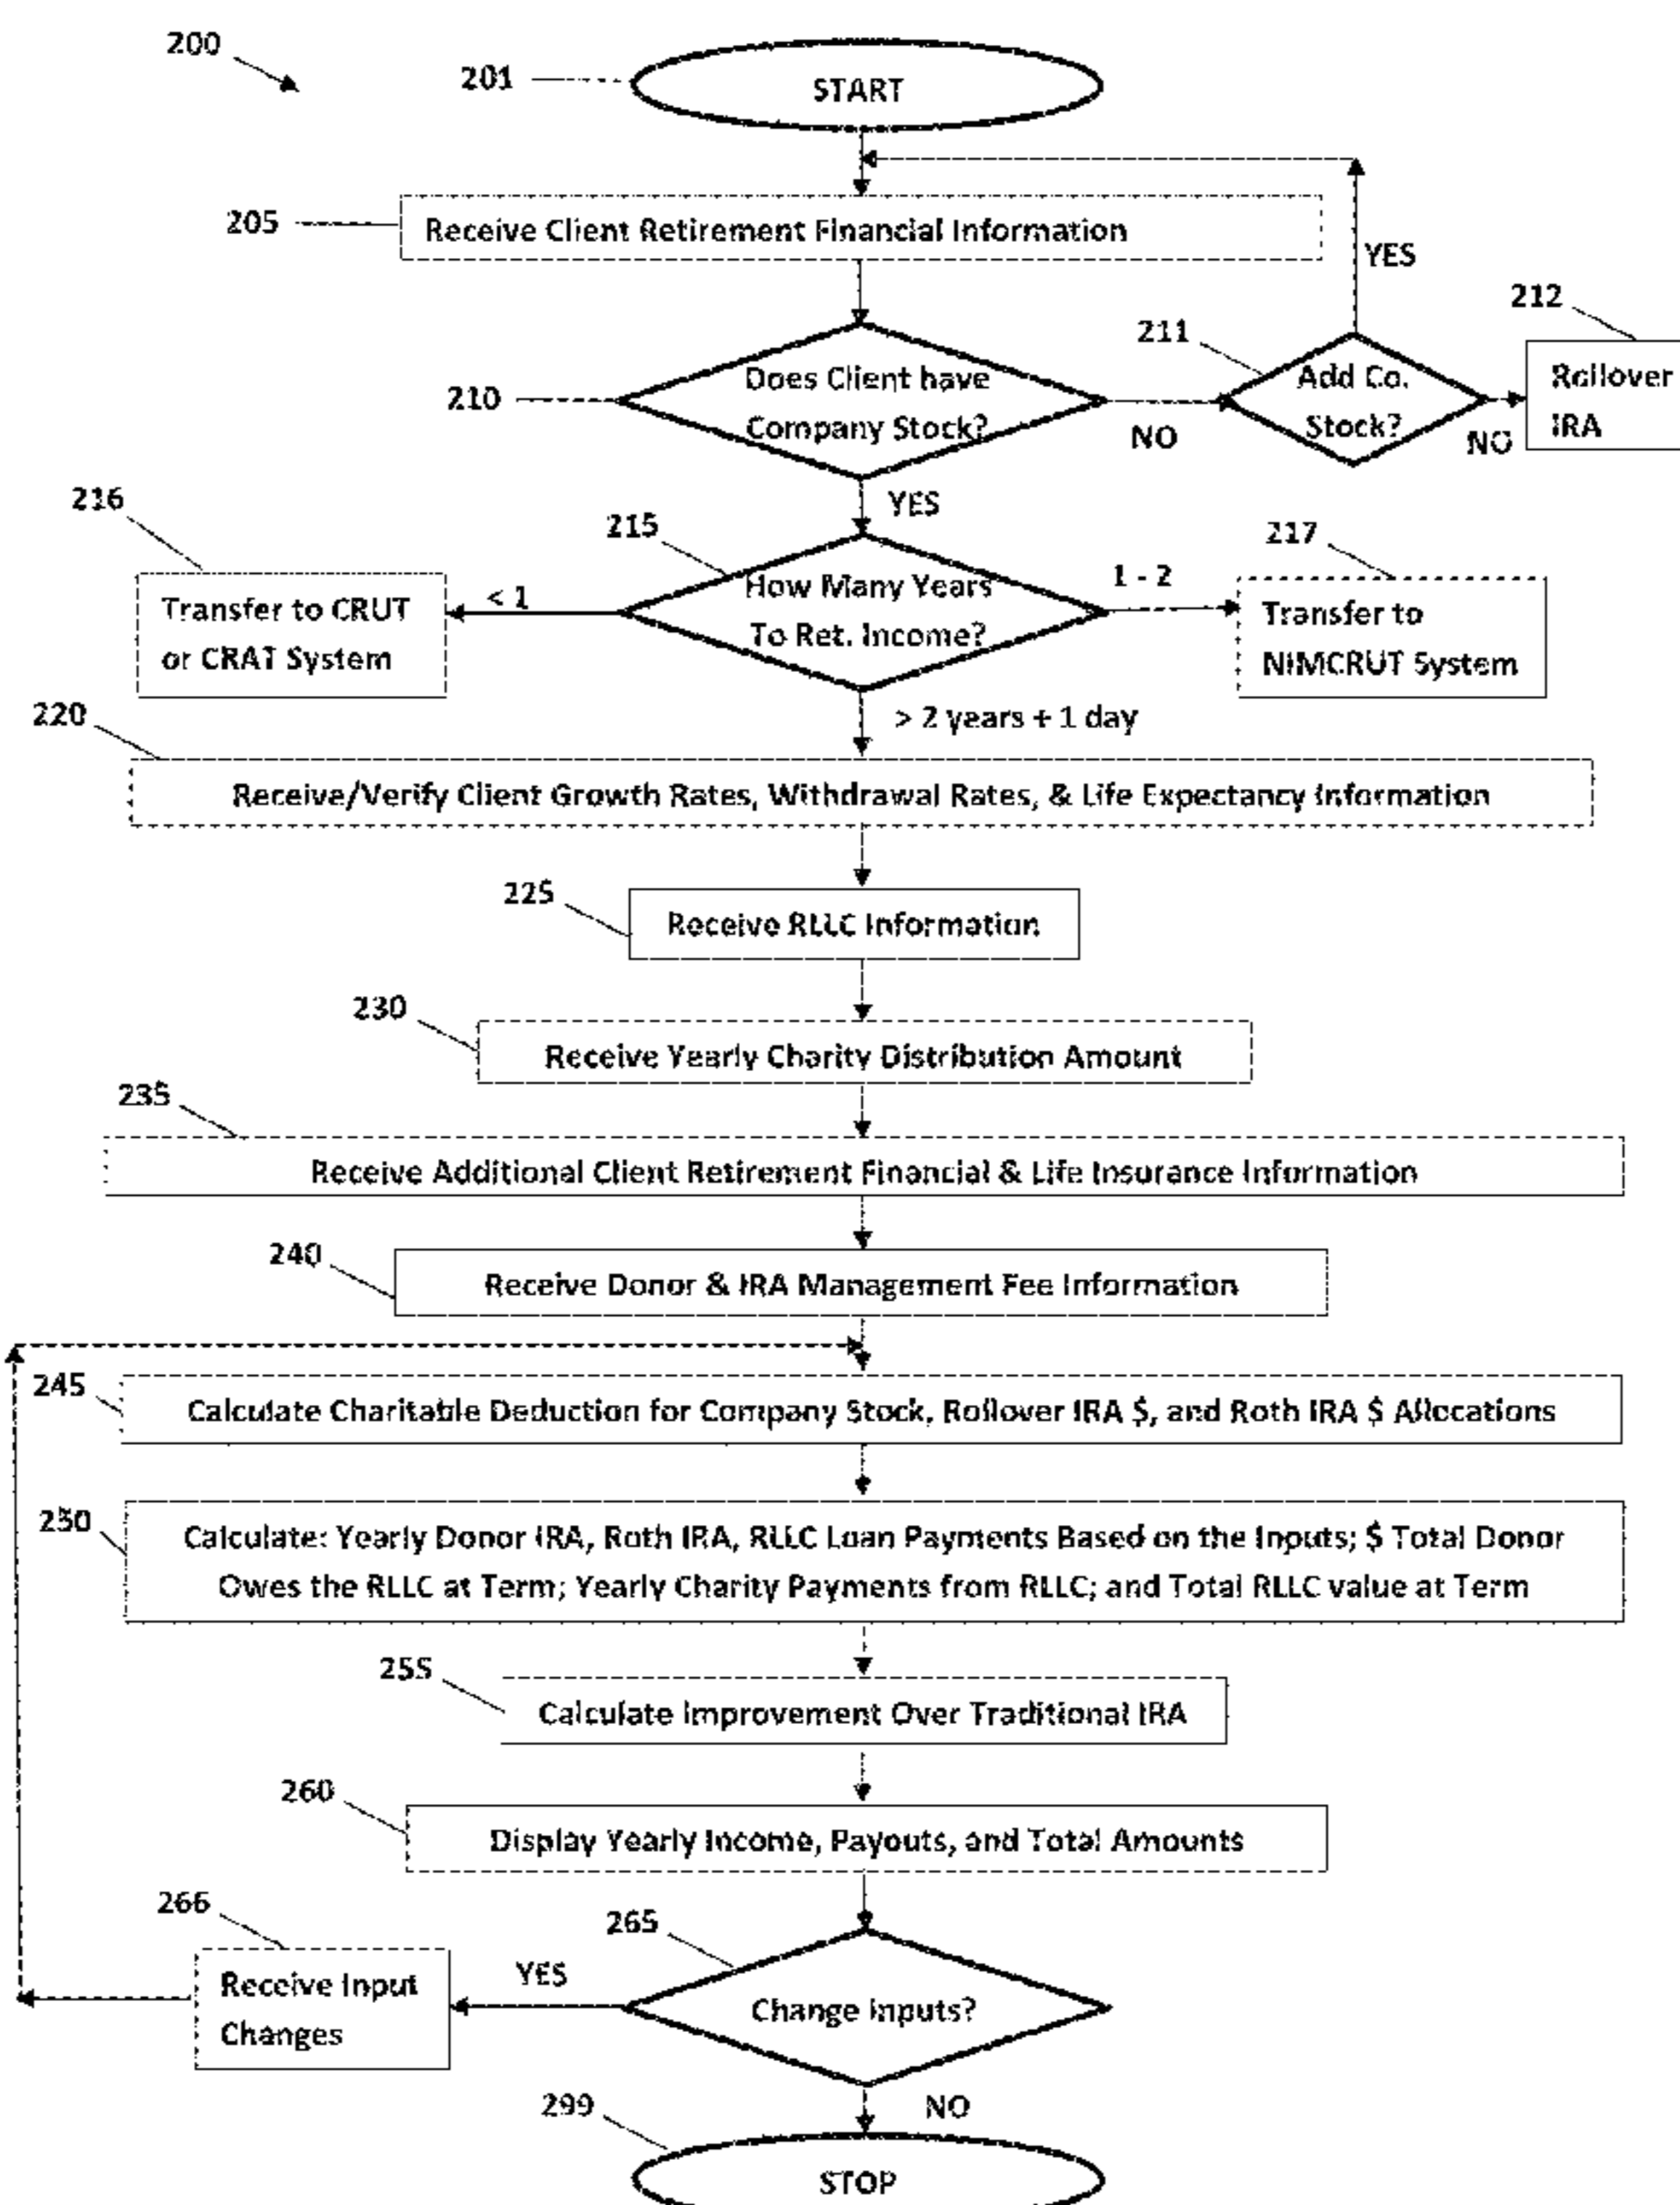 200
201
START
205
Receive Client Retirement Financial Information
YES
212
211
210
Does Client have
Company Stock?
NO
Add Co.
Stock?
NO
Rollover
IRA
YES
216
215
217
Transfer to CRUT
or CRAT System
< 1
How Many Years
To Ret. Income?
1 - 2
Transfer to
NIMCRUT System
> 2 years + 1 day
220
Receive/Verify Client Growth Rates, Withdrawal Rates, & Life Expectancy Information
225
Receive RLLC Information
230
Receive Yearly Charity Distribution Amount
235
Receive Additional Client Retirement Financial & Life Insurance Information
240
Receive Donor & IRA Management Fee Information
245
Calculate Charitable Deduction for Company Stock, Rollover IRA $, and Roth IRA $ Allocations
250
Calculate: Yearly Donor IRA, Roth IRA, RLLC Loan Payments Based on the Inputs; $ Total Donor
Owes the RLLC at Term; Yearly Charity Payments from RLLC; and Total RLLC value at Term
255
Calculate Improvement Over Traditional IRA
260
Display Yearly Income, Payouts, and Total Amounts
266
265
Receive Input
Changes
YES
Change Inputs?
NO
299
STOP